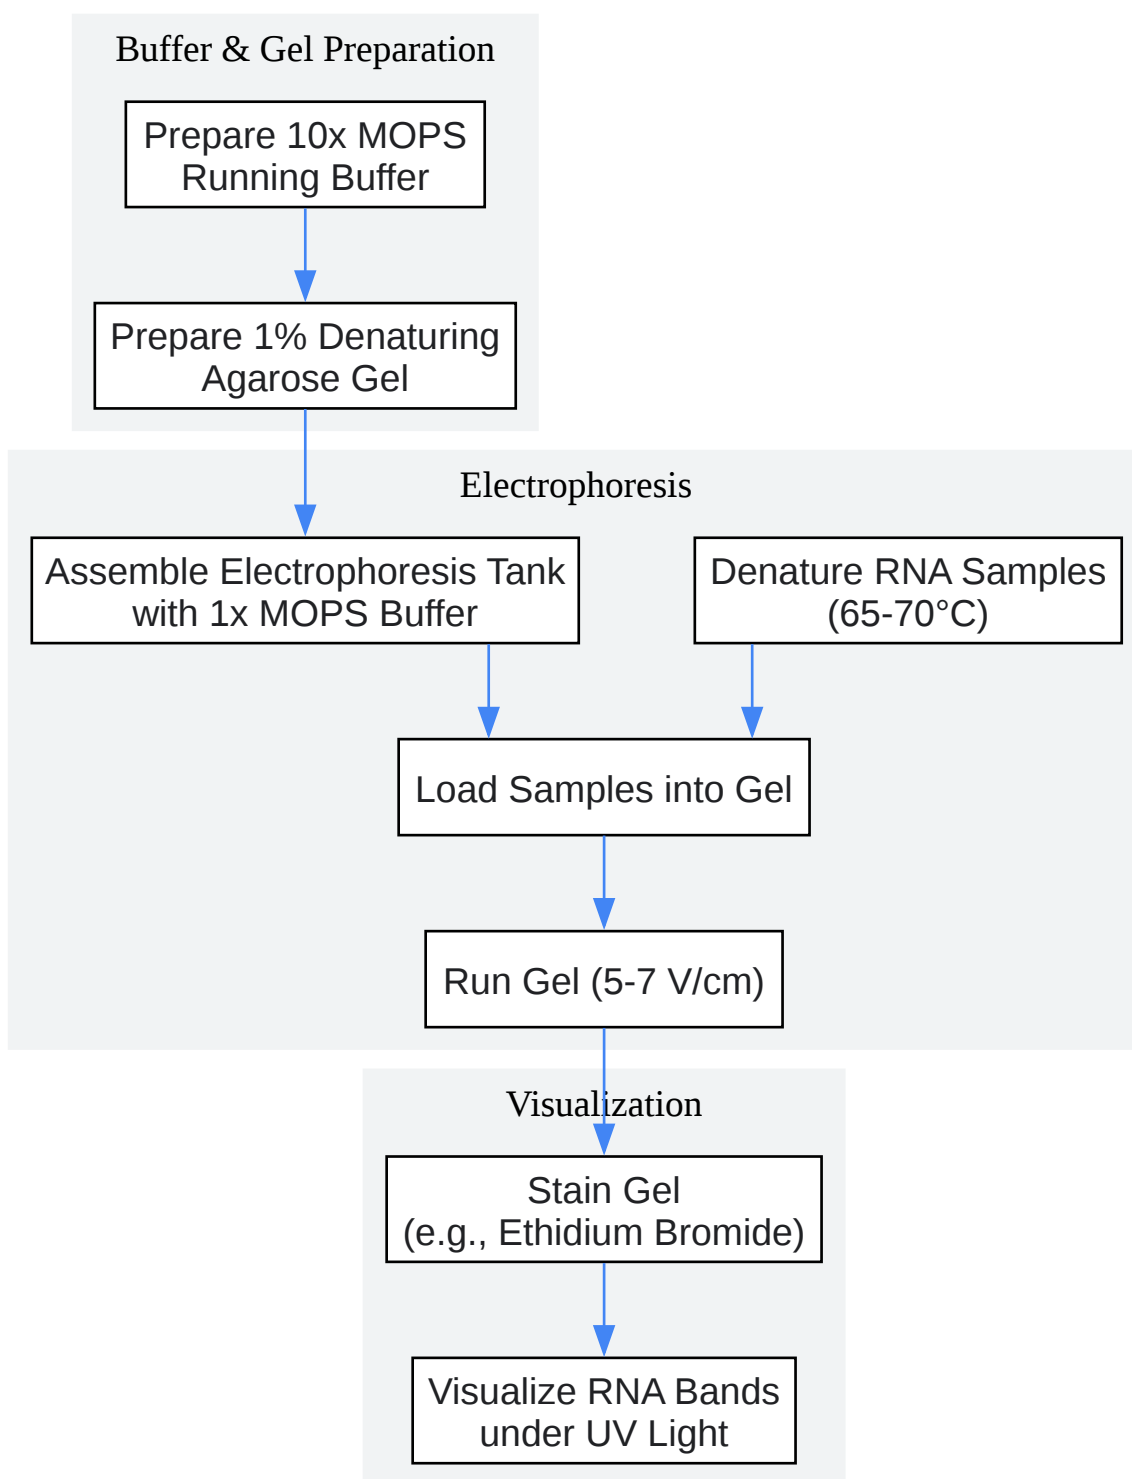 Buffer & Gel Preparation
Prepare 10x MOPS
Running Buffer
Prepare 1% Denaturing
Agarose Gel
Electrophoresis
Assemble Electrophoresis Tank
with 1x MOPS Buffer
Denature RNA Samples
(65-70°C)
Load Samples into Gel
Run Gel (5-7 V/cm)
Visualization
Stain Gel
(e.g., Ethidium Bromide)
Visualize RNA Bands
under UV Light